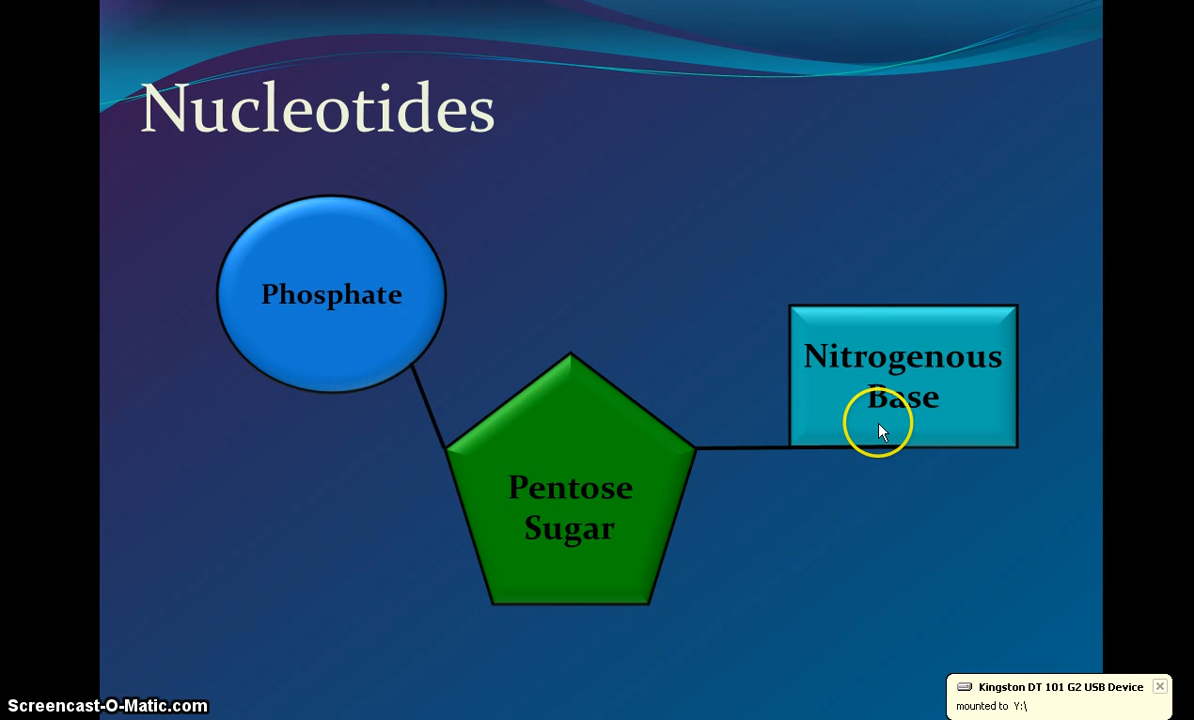 Nucleotides
Phosphate
Nitrogenous
Base
Pentose
Sugar
Kingston DT 101 G2 USB Device
mounted to Y:\
Screencast-O-Matic.com